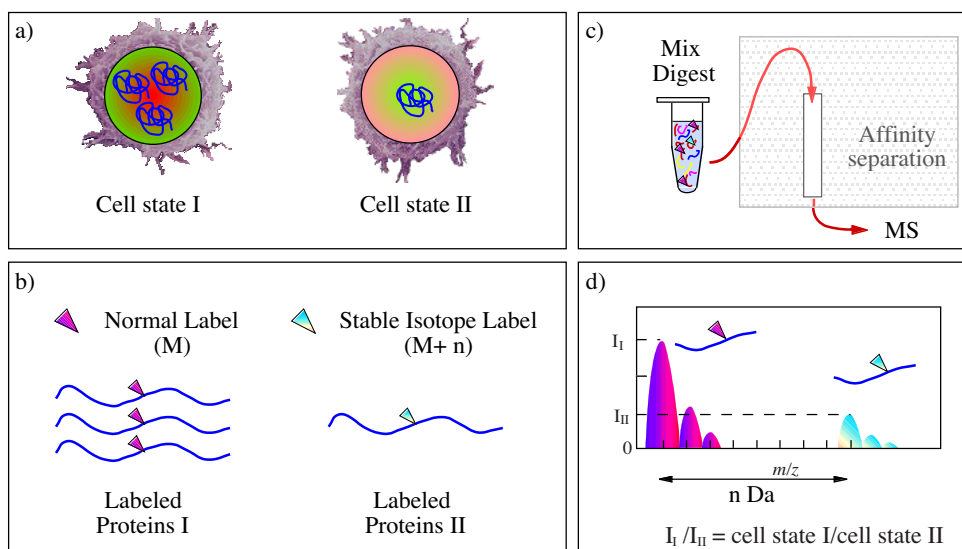 a)
Cell state I
Cell state II
b)
Normal Label
(M)
Stable Isotope Label
(M+ n)
Labeled
Proteins I
Labeled
Proteins II
c)
Mix
Digest
Affinity
separation
MS
d)
I_I
I_II
0
m/z
n Da
I_I /I_II = cell state I/cell state II